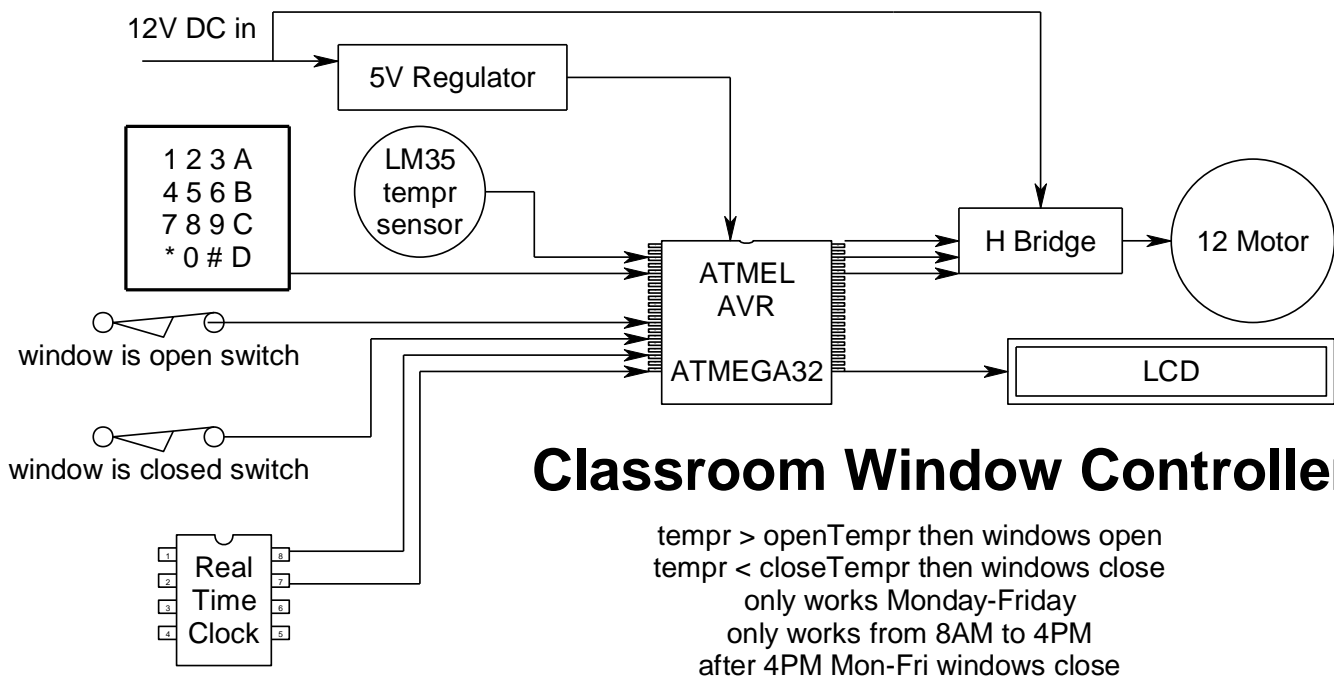 12V DC in
5V Regulator
1 2 3 A
4 5 6 B
7 8 9 C
* 0 # D
LM35
tempr
sensor
ATMEL
AVR
ATMEGA32
H Bridge
12 Motor
window is open switch
LCD
window is closed switch
Classroom Window Controller
tempr > openTempr then windows open
tempr < closeTempr then windows close
only works Monday-Friday
only works from 8AM to 4PM
after 4PM Mon-Fri windows close
Real
Time
Clock
1
2
3
4
8
7
6
5